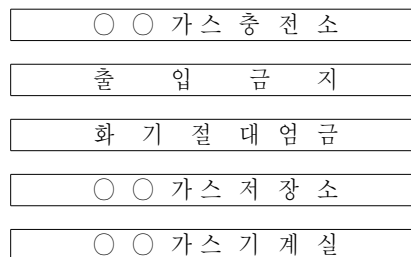 ○ ○ 가 스 충 전 소
출 입 금 지
화 기 절 대 엄 금
○ ○ 가 스 저 장 소
○ ○ 가 스 기 계 실